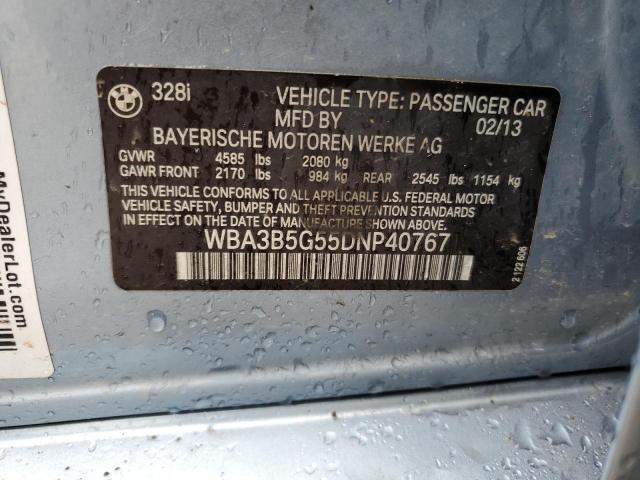 328i VEHICLE TYPE: PASSENGER CAR
MFD BY 02/13
BAYERISCHE MOTOREN WERKE AG
GVWR 4585 lbs 2080 kg
GAWR FRONT 2170 lbs 984 kg REAR 2545 lbs 1154 kg
THIS VEHICLE CONFORMS TO ALL APPLICABLE U.S. FEDERAL MOTOR
VEHICLE SAFETY, BUMPER AND THEFT PREVENTION STANDARDS
IN EFFECT ON THE DATE OF MANUFACTURE SHOWN ABOVE.
WBA3B5G55DNP40767
2 122 606
MyDealerLot.com